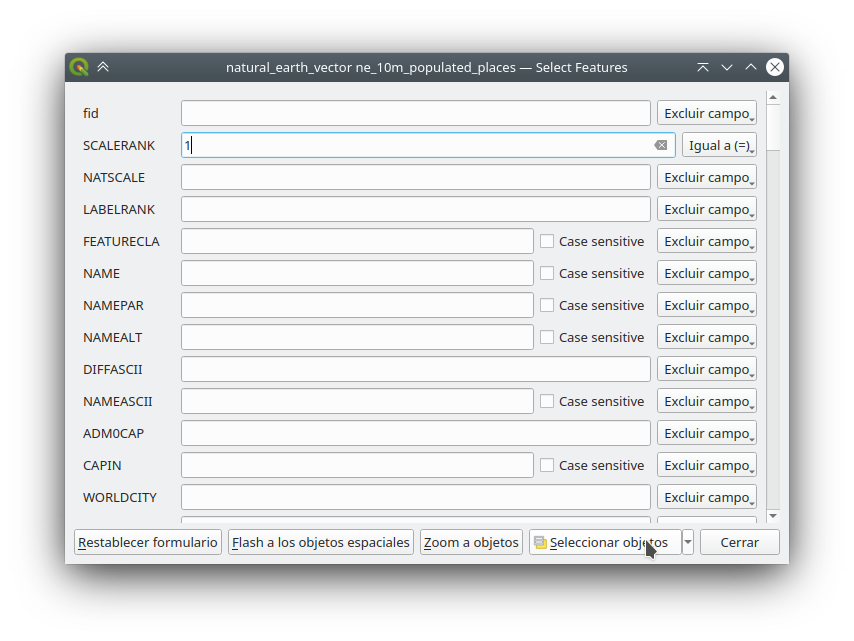 natural_earth_vector ne_10m_populated_places — Select Features
fid Excluir campo
SCALERANK 1 Igual a (=)
NATSCALE Excluir campo
LABELRANK Excluir campo
FEATURECLA Case sensitive Excluir campo
NAME Case sensitive Excluir campo
NAMEPAR Case sensitive Excluir campo
NAMEALT Case sensitive Excluir campo
DIFFASCII Excluir campo
NAMEASCII Case sensitive Excluir campo
ADM0CAP Excluir campo
CAPIN Case sensitive Excluir campo
WORLDCITY Excluir campo
Restablecer formulario Flash a los objetos espaciales Zoom a objetos Seleccionar objetos Cerrar